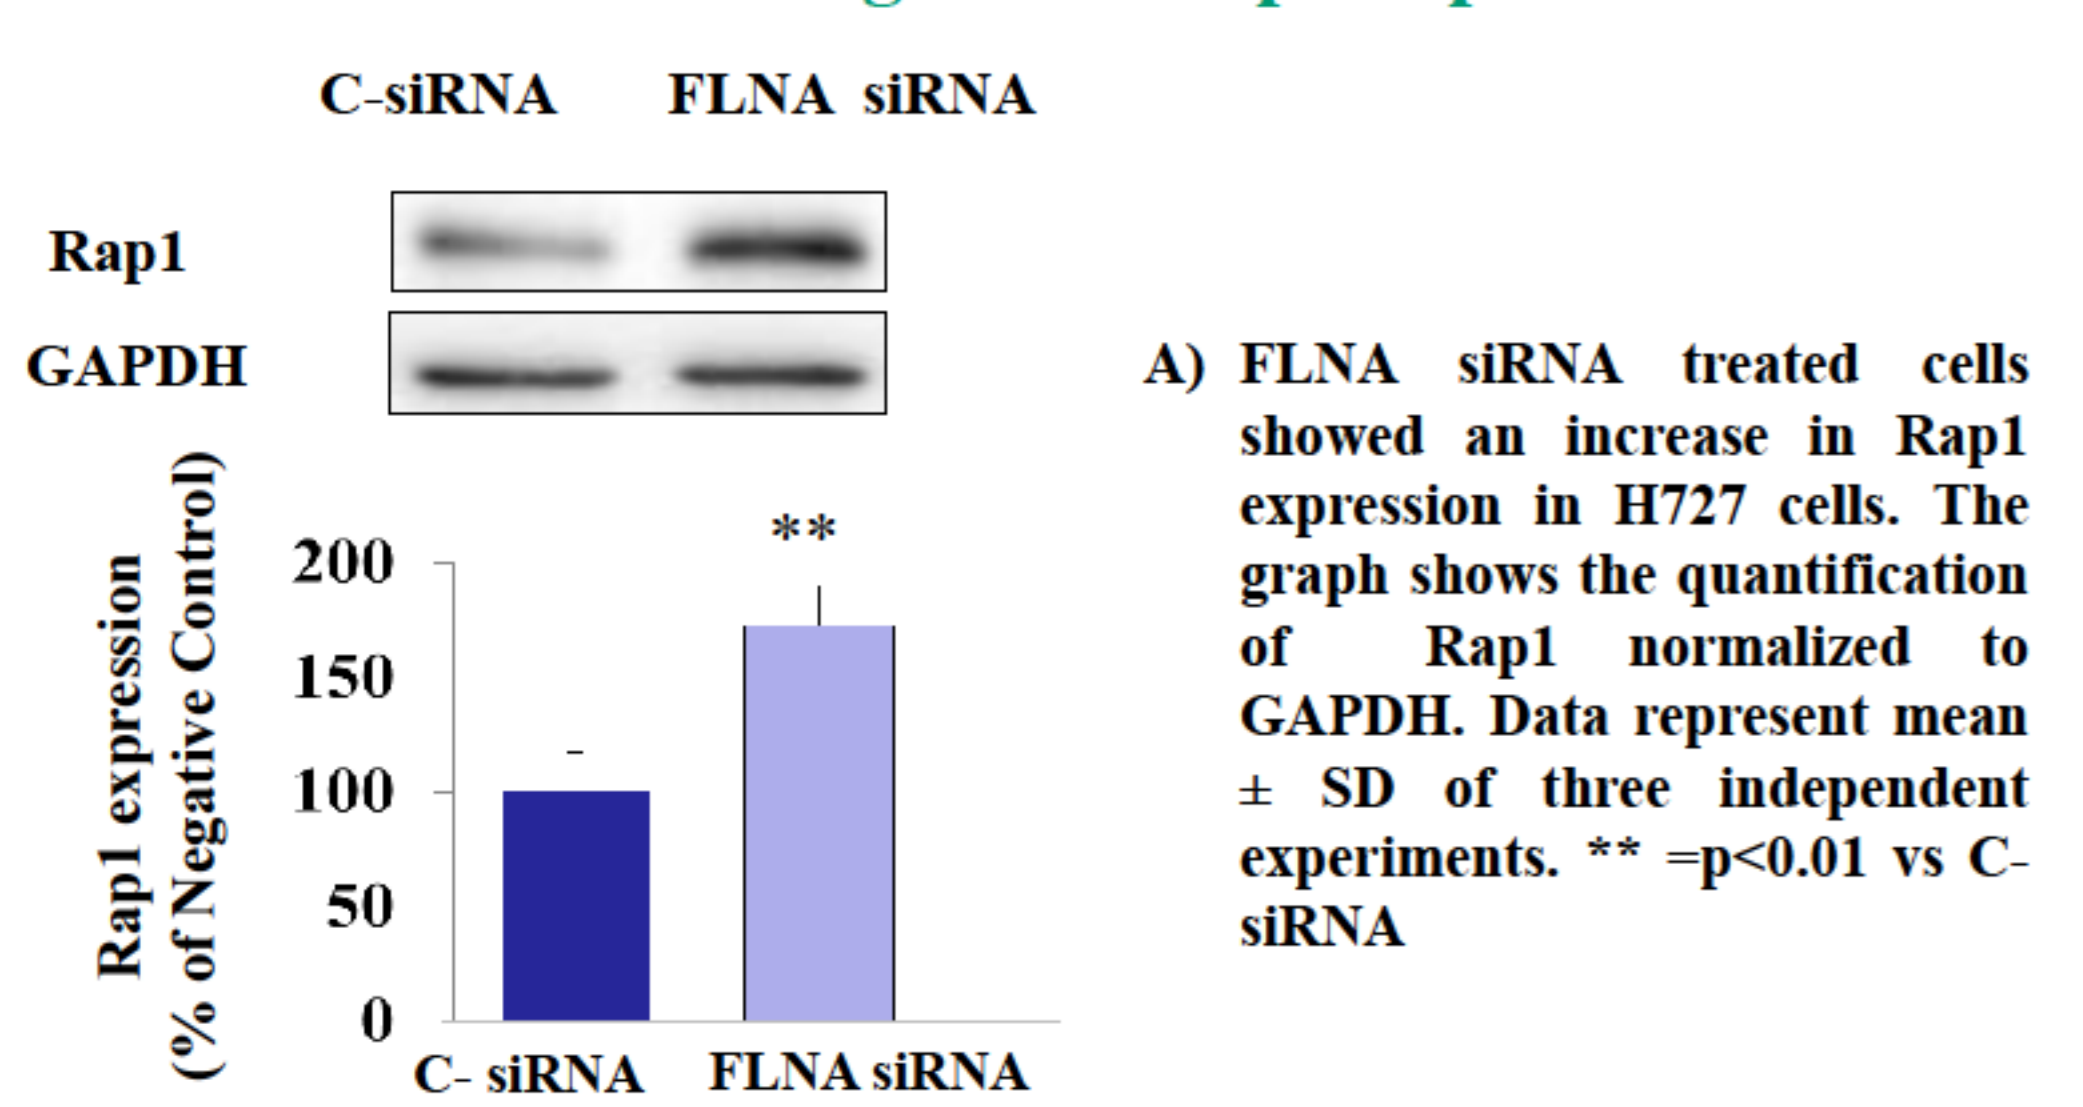 C-siRNA FLNA siRNA
Rap1
GAPDH
Rap1 expression
(% of Negative Control)
200
150
100
50
0
**
-
C- siRNA FLNA siRNA
A) FLNA siRNA treated cells
showed an increase in Rap1
expression in H727 cells. The
graph shows the quantification
of Rap1 normalized to
GAPDH. Data represent mean
± SD of three independent
experiments. ** =p<0.01 vs C-
siRNA